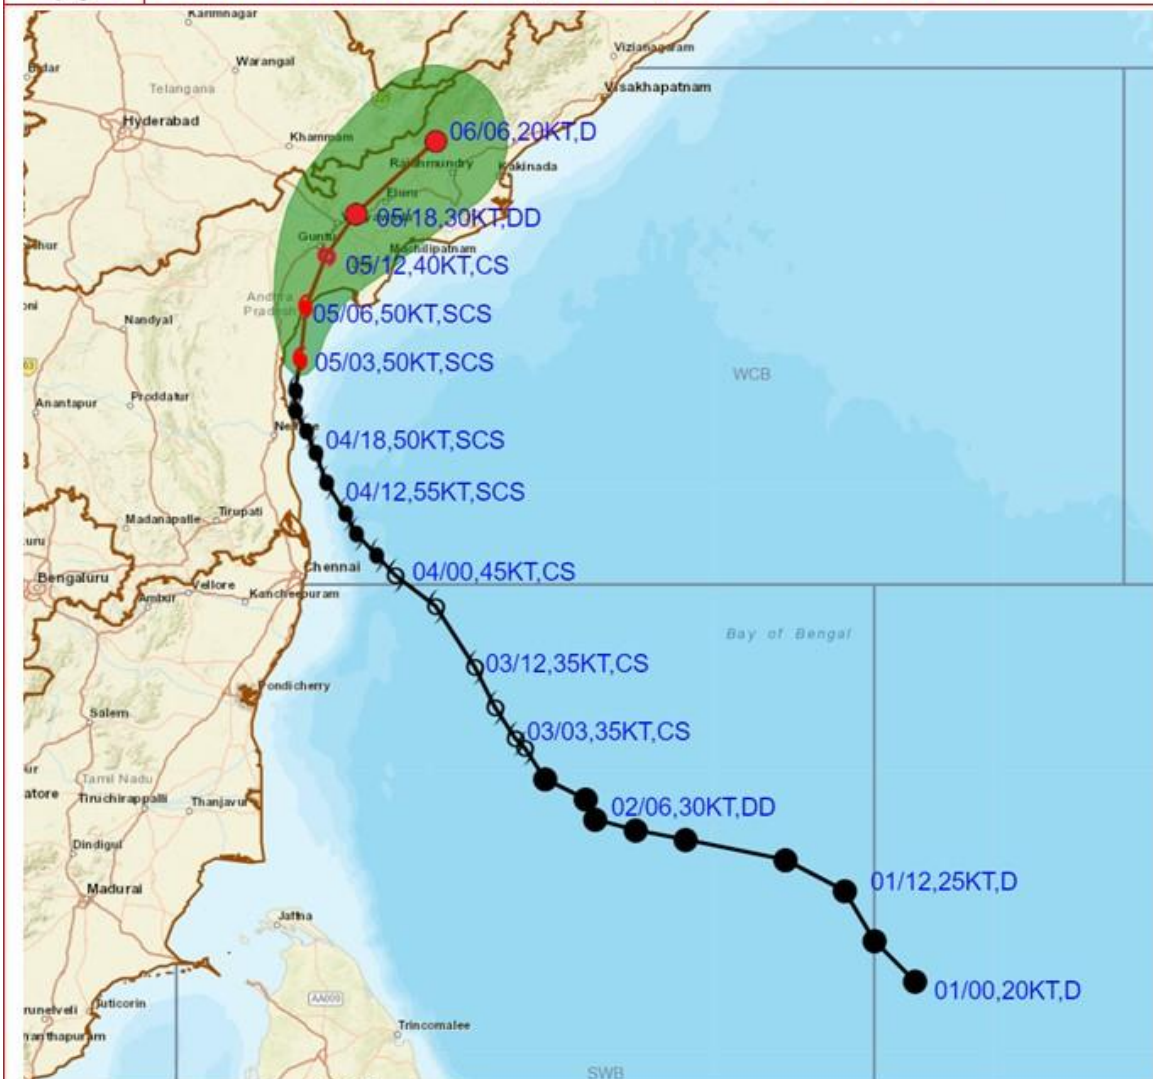 Karimnagar
Vizianagaram
Warangal
Telangana
Visakhapatnam
Hyderabad
06/06,20KT,D
Khammam
Kakinada
Eluru
05/18,30KT,DD
Machilipatnam
05/12,40KT,CS
Andhra
Pradesh
05/06,50KT,SCS
Nandyal
05/03,50KT,SCS
WCB
Proddatur
Anantapur
04/18,50KT,SCS
04/12,55KT,SCS
Tirupati
Madanapalle
Chennai
04/00,45KT,CS
Bengaluru
Vellore
Kancheepuram
Ambur
Bay of Bengal
03/12,35KT,CS
Pondicherry
Salem
03/03,35KT,CS
Tamil Nadu
Tiruchirappalli
Thanjavur
02/06,30KT,DD
Dindigul
Madurai
01/12,25KT,D
Jaffna
01/00,20KT,D
AA009
Tuticorin
Trincomalee
SWB